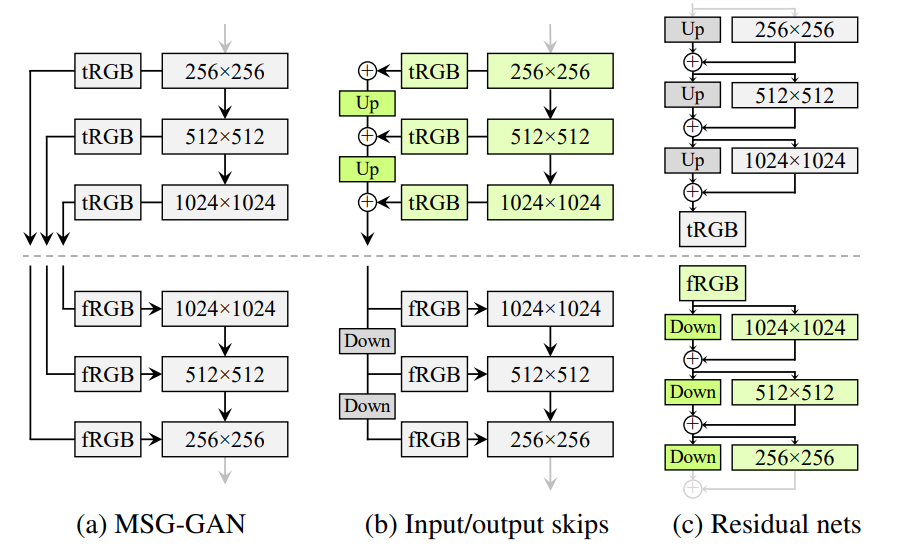 tRGB 256×256
tRGB 512×512
tRGB 1024×1024
fRGB 1024×1024
fRGB 512×512
fRGB 256×256
(a) MSG-GAN
tRGB 256×256
Up
tRGB 512×512
Up
tRGB 1024×1024
fRGB 1024×1024
Down
fRGB 512×512
Down
fRGB 256×256
(b) Input/output skips
Up 256×256
Up 512×512
Up 1024×1024
tRGB
fRGB
Down 1024×1024
Down 512×512
Down 256×256
(c) Residual nets